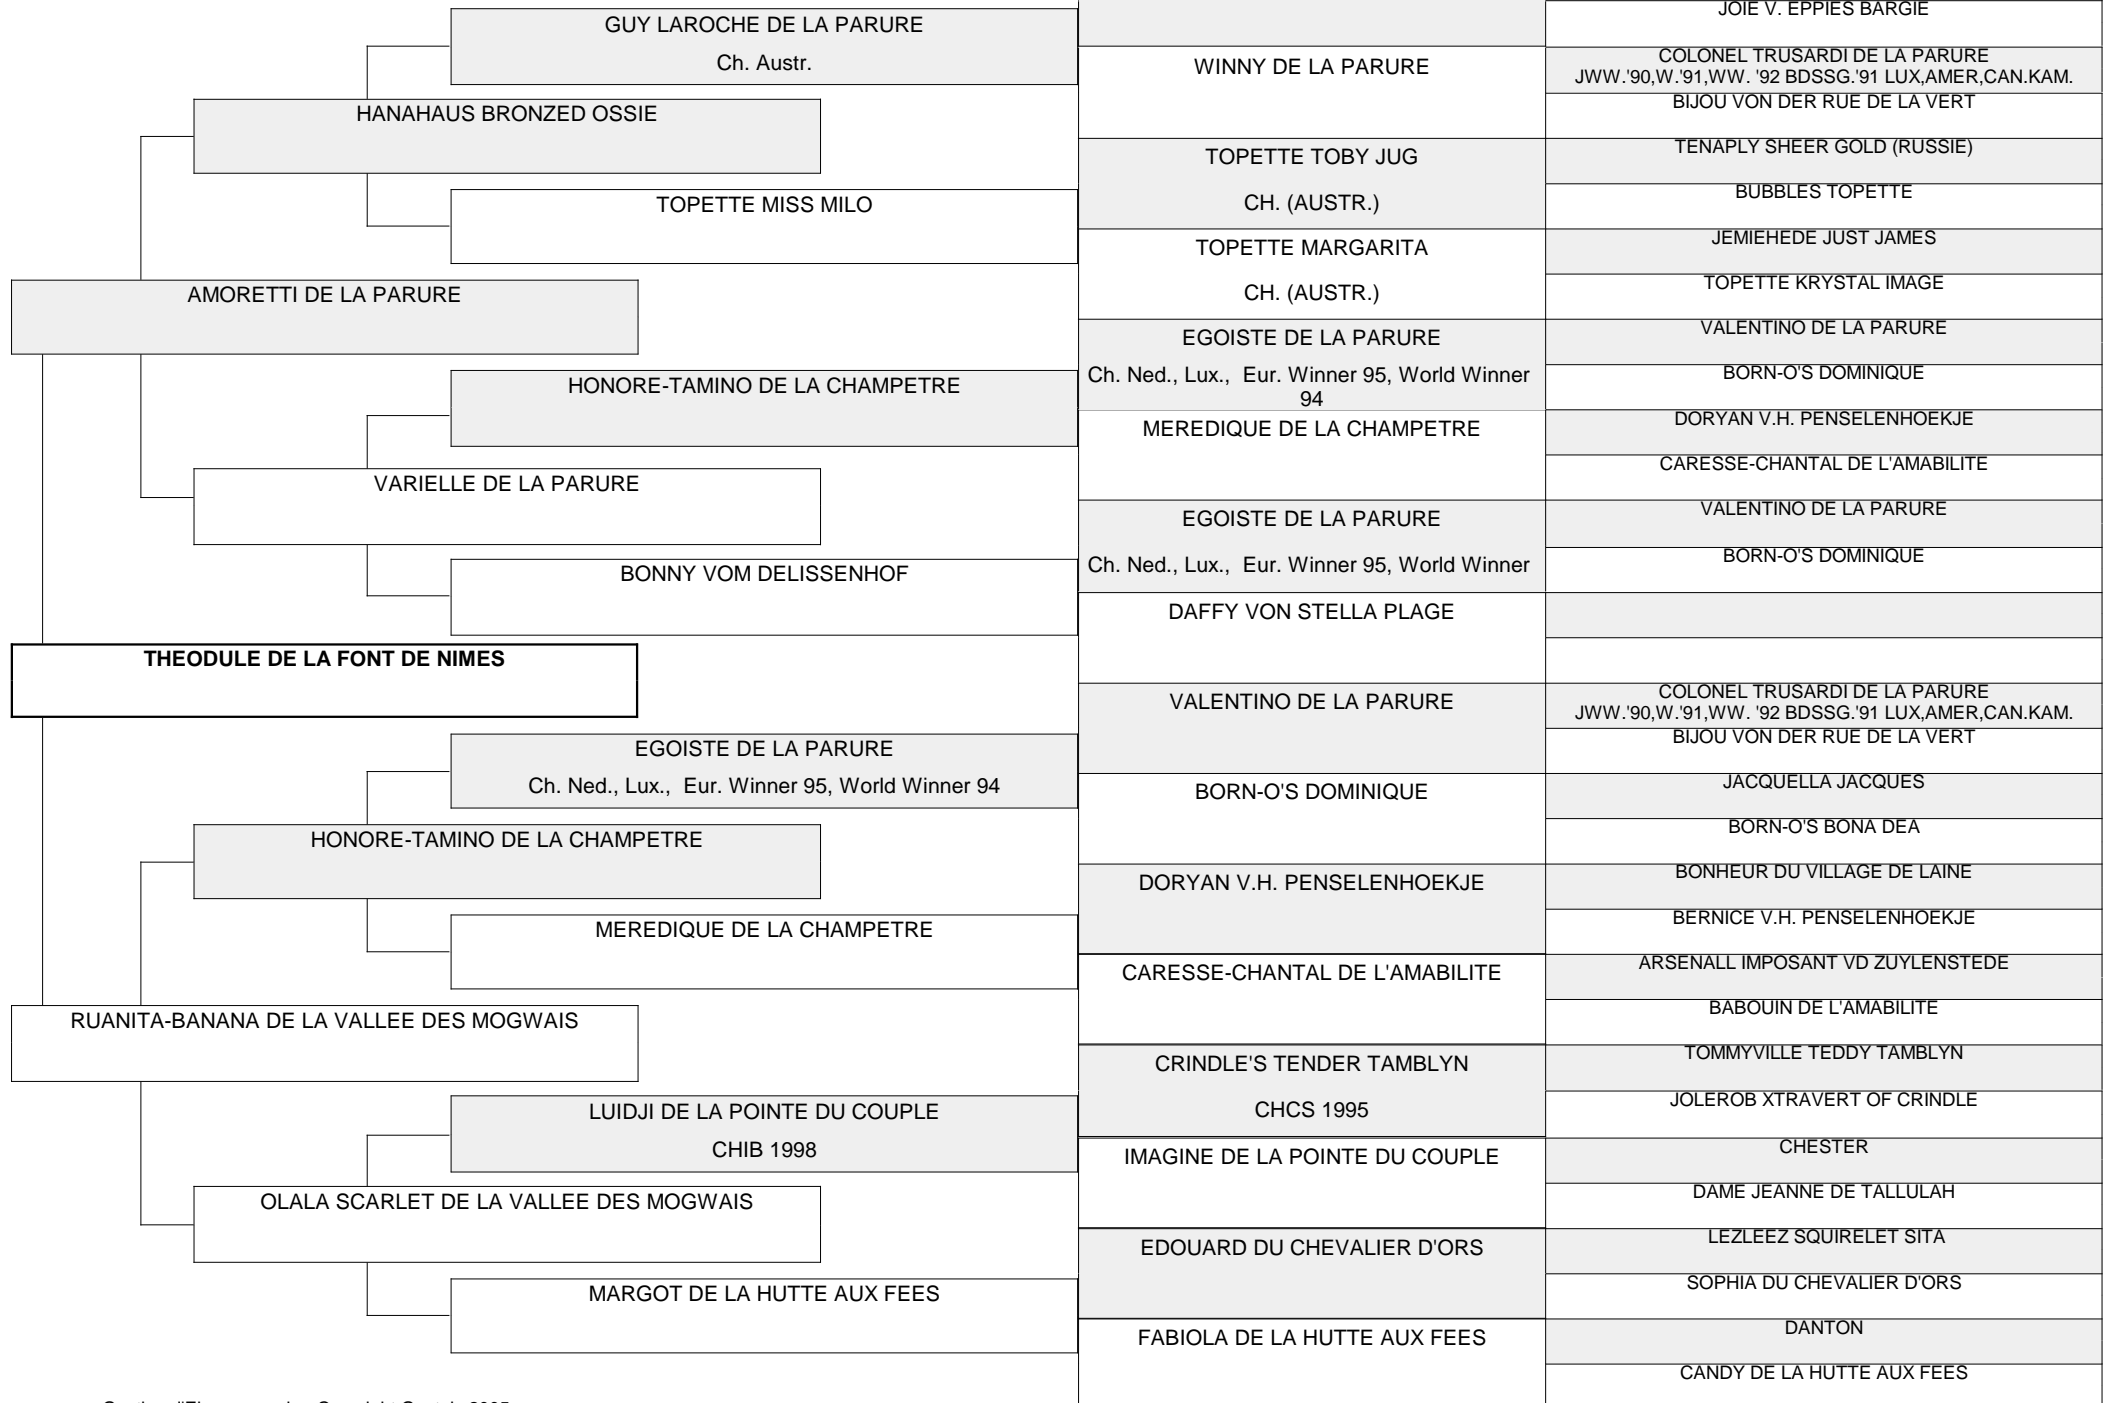 GUY LAROCHE DE LA PARURE
Ch. Austr.
HANAHAUS BRONZED OSSIE
TOPETTE MISS MILO
AMORETTI DE LA PARURE
HONORE-TAMINO DE LA CHAMPETRE
VARIELLE DE LA PARURE
BONNY VOM DELISSENHOF
THEODULE DE LA FONT DE NIMES
EGOISTE DE LA PARURE
Ch. Ned., Lux., Eur. Winner 95, World Winner 94
HONORE-TAMINO DE LA CHAMPETRE
MEREDIQUE DE LA CHAMPETRE
RUANITA-BANANA DE LA VALLEE DES MOGWAIS
LUIDJI DE LA POINTE DU COUPLE
CHIB 1998
OLALA SCARLET DE LA VALLEE DES MOGWAIS
MARGOT DE LA HUTTE AUX FEES
WINNY DE LA PARURE
TOPETTE TOBY JUG
CH. (AUSTR.)
TOPETTE MARGARITA
CH. (AUSTR.)
EGOISTE DE LA PARURE
Ch. Ned., Lux., Eur. Winner 95, World Winner
94
MEREDIQUE DE LA CHAMPETRE
EGOISTE DE LA PARURE
Ch. Ned., Lux., Eur. Winner 95, World Winner
DAFFY VON STELLA PLAGE
VALENTINO DE LA PARURE
BORN-O'S DOMINIQUE
DORYAN V.H. PENSELENHOEKJE
CARESSE-CHANTAL DE L'AMABILITE
CRINDLE'S TENDER TAMBLYN
CHCS 1995
IMAGINE DE LA POINTE DU COUPLE
EDOUARD DU CHEVALIER D'ORS
FABIOLA DE LA HUTTE AUX FEES
JOIE V. EPPIES BARGIE
COLONEL TRUSARDI DE LA PARURE
JWW.'90,W.'91,WW. '92 BDSSG.'91 LUX,AMER,CAN.KAM.
BIJOU VON DER RUE DE LA VERT
TENAPLY SHEER GOLD (RUSSIE)
BUBBLES TOPETTE
JEMIEHEDE JUST JAMES
TOPETTE KRYSTAL IMAGE
VALENTINO DE LA PARURE
BORN-O'S DOMINIQUE
DORYAN V.H. PENSELENHOEKJE
CARESSE-CHANTAL DE L'AMABILITE
VALENTINO DE LA PARURE
BORN-O'S DOMINIQUE
COLONEL TRUSARDI DE LA PARURE
JWW.'90,W.'91,WW. '92 BDSSG.'91 LUX,AMER,CAN.KAM.
BIJOU VON DER RUE DE LA VERT
JACQUELLA JACQUES
BORN-O'S BONA DEA
BONHEUR DU VILLAGE DE LAINE
BERNICE V.H. PENSELENHOEKJE
ARSENALL IMPOSANT VD ZUYLENSTEDE
BABOUIN DE L'AMABILITE
TOMMYVILLE TEDDY TAMBLYN
JOLEROB XTRAVERT OF CRINDLE
CHESTER
DAME JEANNE DE TALLULAH
LEZLEEZ SQUIRELET SITA
SOPHIA DU CHEVALIER D'ORS
DANTON
CANDY DE LA HUTTE AUX FEES